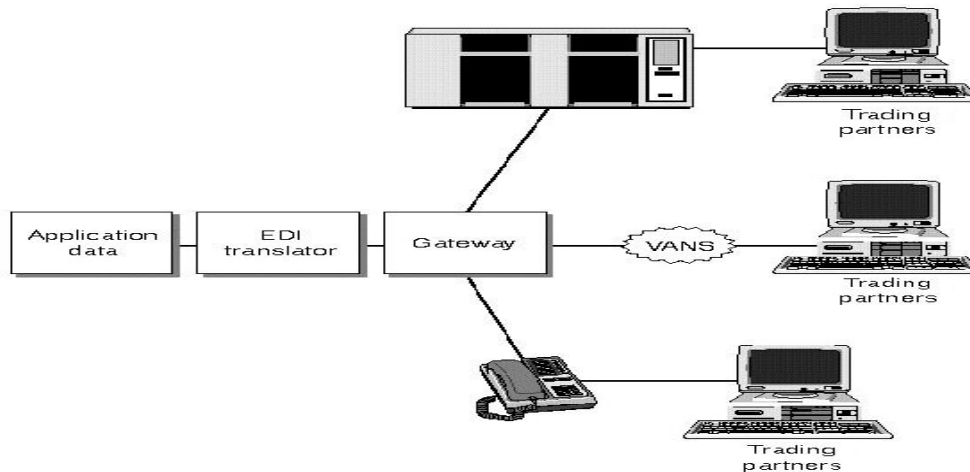 Trading
partners
Application
data
EDI
translator
Gateway
VANS
Trading
partners
Trading
partners